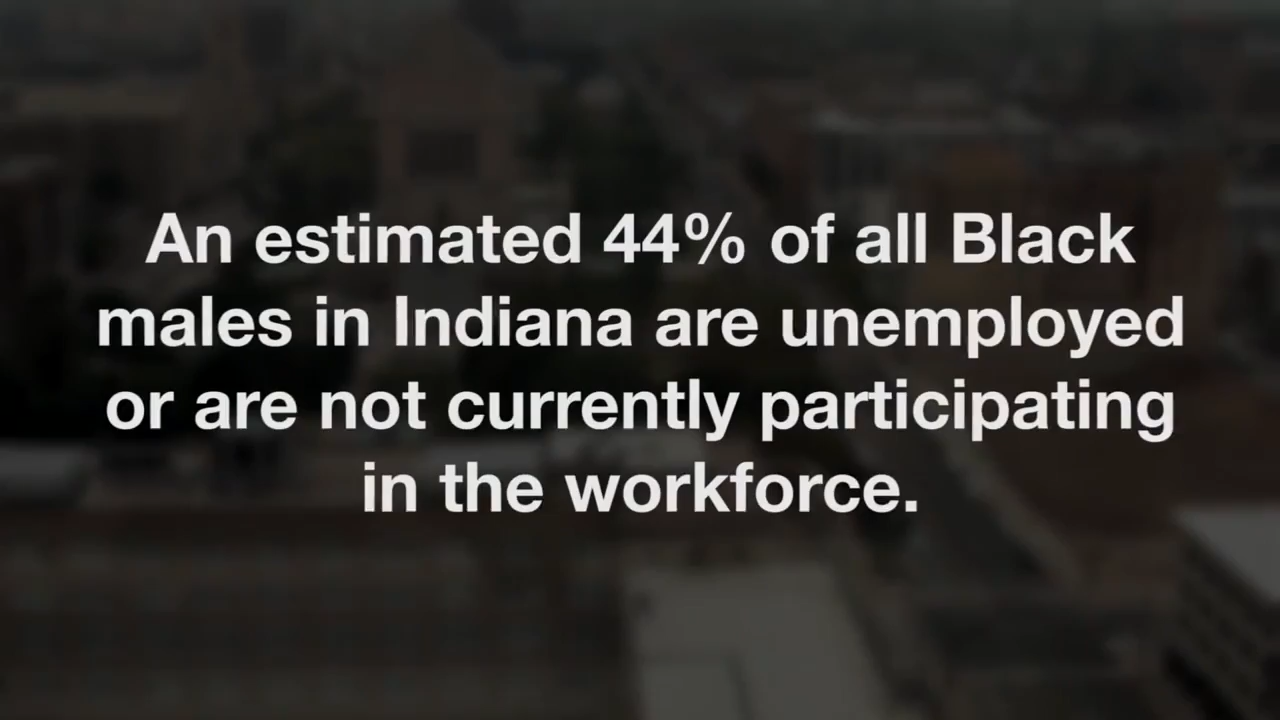 An estimated 44% of all Black
males in Indiana are unemployed
or are not currently participating
in the workforce.